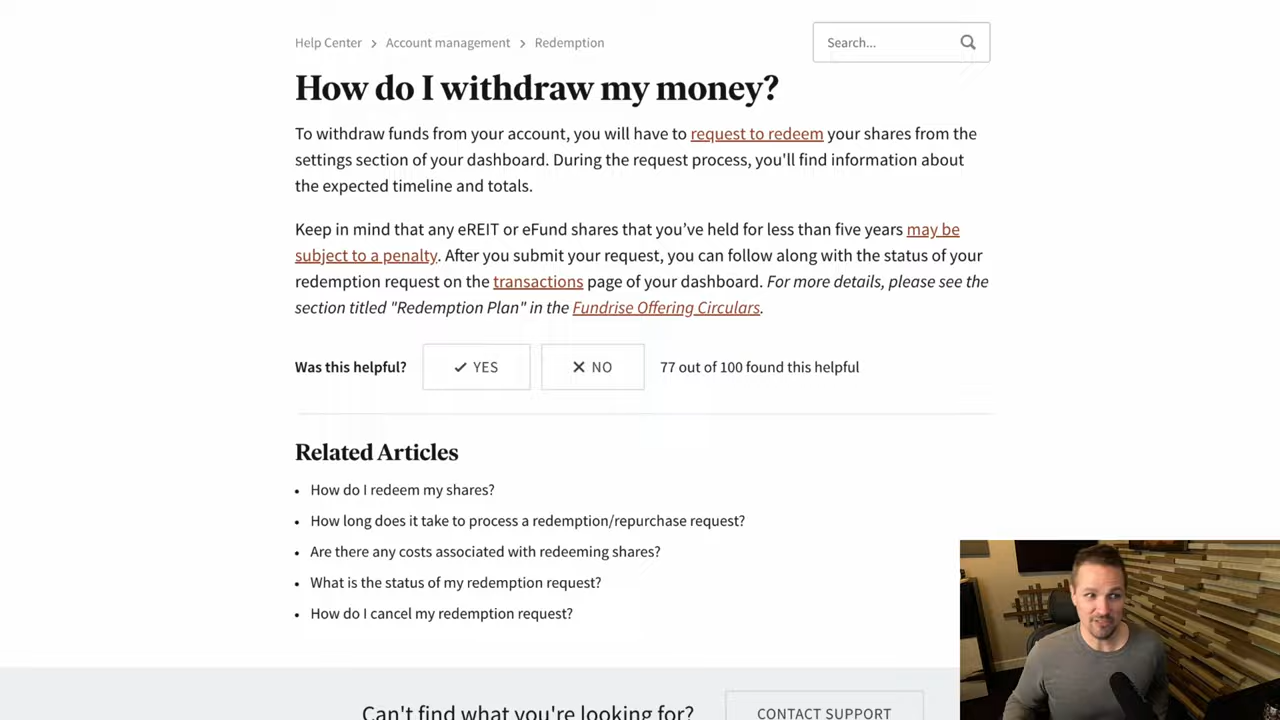 Help Center > Account management > Redemption
Search...
How do I withdraw my money?
To withdraw funds from your account, you will have to request to redeem your shares from the
settings section of your dashboard. During the request process, you'll find information about
the expected timeline and totals.
Keep in mind that any eREIT or eFund shares that you’ve held for less than five years may be
subject to a penalty. After you submit your request, you can follow along with the status of your
redemption request on the transactions page of your dashboard. For more details, please see the
section titled "Redemption Plan" in the Fundrise Offering Circulars.
Was this helpful? YES NO 77 out of 100 found this helpful
Related Articles
• How do I redeem my shares?
• How long does it take to process a redemption/repurchase request?
• Are there any costs associated with redeeming shares?
• What is the status of my redemption request?
• How do I cancel my redemption request?
Can't find what you're looking for?
CONTACT SUPPORT